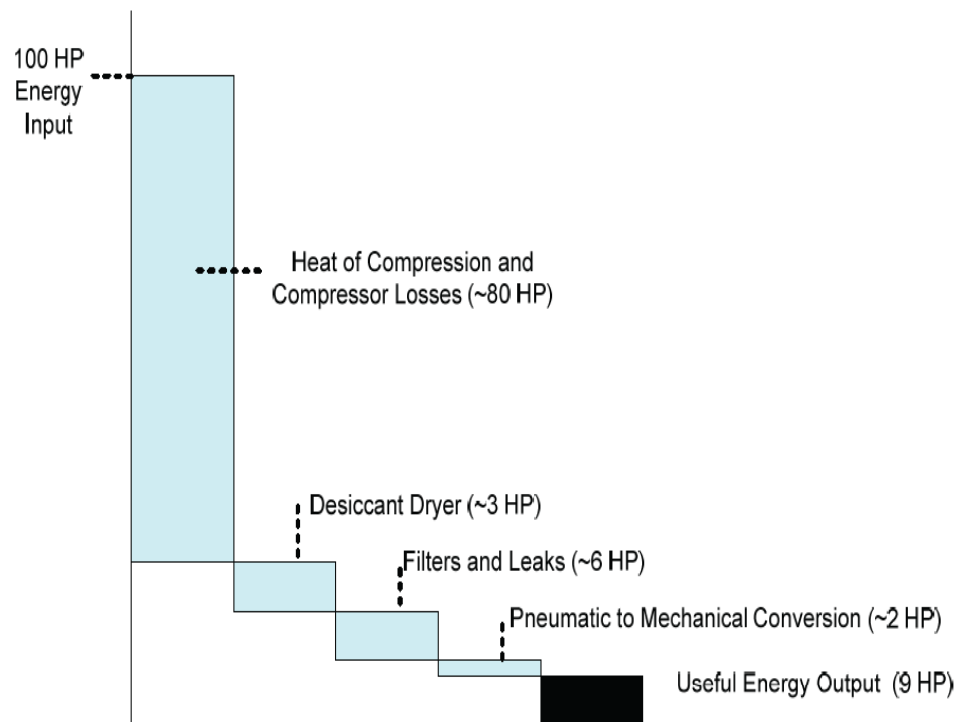 100 HP
Energy
Input
Heat of Compression and
Compressor Losses (~80 HP)
Desiccant Dryer (~3 HP)
Filters and Leaks (~6 HP)
Pneumatic to Mechanical Conversion (~2 HP)
Useful Energy Output (9 HP)